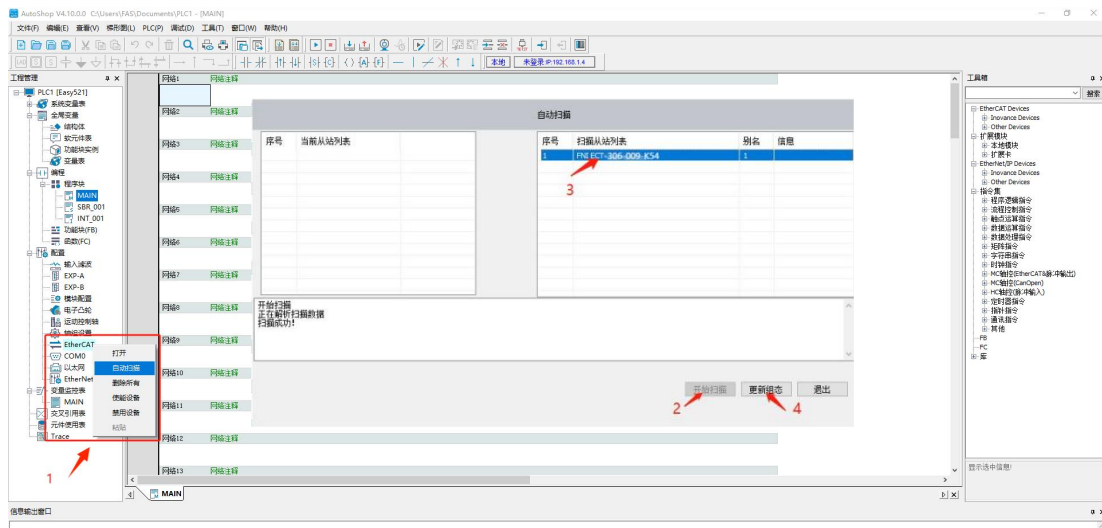 AutoShop V4.10.0.0 C:\Users\FAS\Documents\PLC1 - [MAIN]
文件(F) 编辑(E) 查看(V) 梯形图(L) PLC(P) 调试(D) 工具(T) 窗口(W) 帮助(H)
本地 未登录 IP:192.168.1.4
工程管理
PLC1 [Easy521]
系统变量表
全局变量
结构体
软元件表
功能块实例
变量表
编程
程序块
MAIN
SBR_001
INT_001
功能块(FB)
函数(FC)
配置
输入滤波
EXP-A
EXP-B
模块配置
电子凸轮
运动控制轴
轴组设置
EtherCAT
COM0
以太网
EtherNet
变量监控表
MAIN
交叉引用表
元件使用表
Trace
打开
自动扫描
删除所有
使能设备
禁用设备
粘贴
1
网络1 网络注释
网络2 网络注释
网络3 网络注释
网络4 网络注释
网络5 网络注释
网络6 网络注释
网络7 网络注释
网络8 网络注释
网络9 网络注释
网络10 网络注释
网络11 网络注释
网络12 网络注释
网络13 网络注释
MAIN
自动扫描
序号 当前从站列表
序号 扫描从站列表 别名 信息
1 FNI ECT-306-009-K54 1
3
开始扫描
正在解析扫描数据
扫描成功!
开始扫描 更新组态 退出
2 4
工具箱
搜索
EtherCAT Devices
Inovance Devices
Other Devices
扩展模块
本地模块
扩展卡
EtherNet/IP Devices
Inovance Devices
Other Devices
指令集
程序逻辑指令
流程控制指令
触点运算指令
数据运算指令
数据处理指令
矩阵指令
字符串指令
时钟指令
MC轴控(EtherCAT&脉冲输出)
MC轴控(CanOpen)
HC轴控(脉冲输入)
定时器指令
指针指令
通讯指令
其他
FB
FC
库
显示选中信息!
信息输出窗口